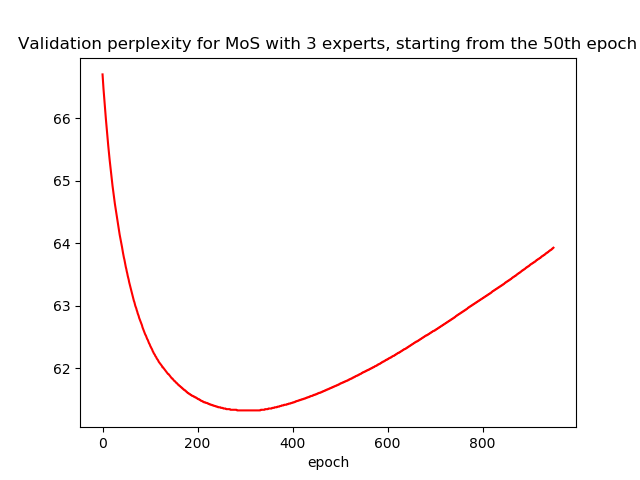 Validation perplexity for MoS with 3 experts, starting from the 50th epoch
66
65
64
63
62
0 200 400 600 800
epoch